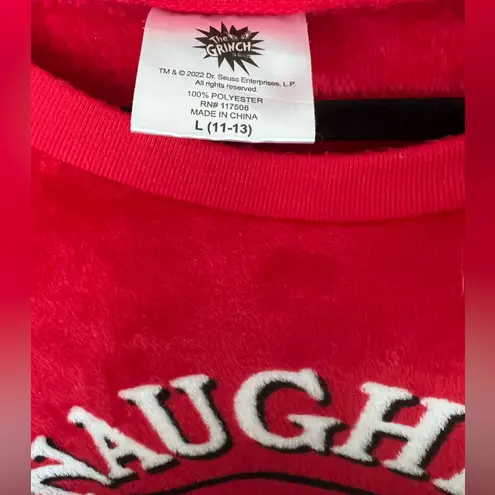 The
GRINCH
TM & © 2022 Dr. Seuss Enterprises, L.P.
All rights reserved.
100% POLYESTER
RN# 117508
MADE IN CHINA
L (11-13)
NAUGH